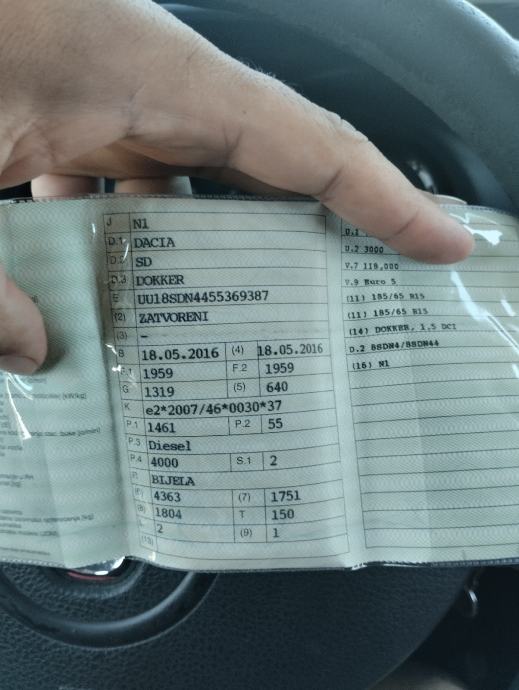 J N1
D.1 DACIA
D.2 SD
D.3 DOKKER
E UU18SDN4455369387
(2) ZATVORENI
(3) -
B 18.05.2016 (4) 18.05.2016
F.1 1959 F.2 1959
G 1319 (5) 640
K e2*2007/46*0030*37
P.1 1461 P.2 55
P.3 Diesel
P.4 4000 S.1 2
R BIJELA
(6) 4363 (7) 1751
(8) 1804 T 150
L 2 (9) 1
(13)
U.1
U.2 3000
V.7 118,000
V.9 Euro 5
(11) 185/65 R15
(11) 185/65 R15
(14) DOKKER, 1.5 DCI
D.2 8SDN4/8SDN44
(16) N1